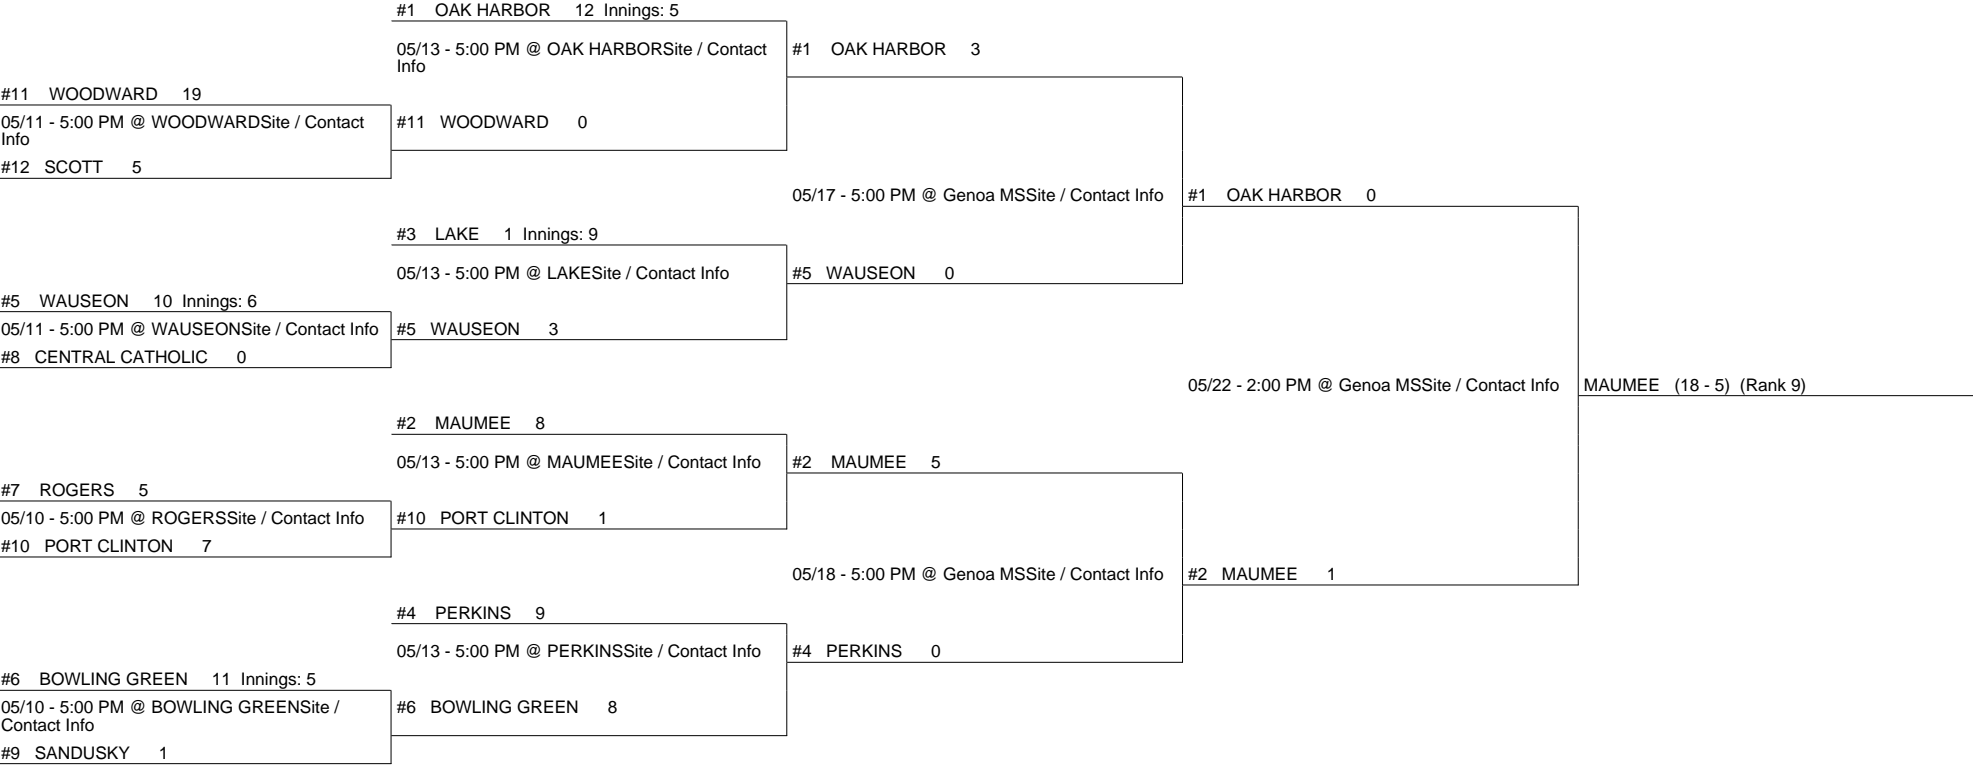 #1 OAK HARBOR 12 Innings: 5
05/13 - 5:00 PM @ OAK HARBORSite / Contact
Info
#1 OAK HARBOR 3
#11 WOODWARD 19
05/11 - 5:00 PM @ WOODWARDSite / Contact
Info
#11 WOODWARD 0
#12 SCOTT 5
05/17 - 5:00 PM @ Genoa MSSite / Contact Info
#1 OAK HARBOR 0
#3 LAKE 1 Innings: 9
05/13 - 5:00 PM @ LAKESite / Contact Info
#5 WAUSEON 0
#5 WAUSEON 10 Innings: 6
05/11 - 5:00 PM @ WAUSEONSite / Contact Info
#5 WAUSEON 3
#8 CENTRAL CATHOLIC 0
05/22 - 2:00 PM @ Genoa MSSite / Contact Info
MAUMEE (18 - 5) (Rank 9)
#2 MAUMEE 8
05/13 - 5:00 PM @ MAUMEESite / Contact Info
#2 MAUMEE 5
#7 ROGERS 5
05/10 - 5:00 PM @ ROGERSSite / Contact Info
#10 PORT CLINTON 1
#10 PORT CLINTON 7
05/18 - 5:00 PM @ Genoa MSSite / Contact Info
#2 MAUMEE 1
#4 PERKINS 9
05/13 - 5:00 PM @ PERKINSSite / Contact Info
#4 PERKINS 0
#6 BOWLING GREEN 11 Innings: 5
05/10 - 5:00 PM @ BOWLING GREENSite /
Contact Info
#6 BOWLING GREEN 8
#9 SANDUSKY 1